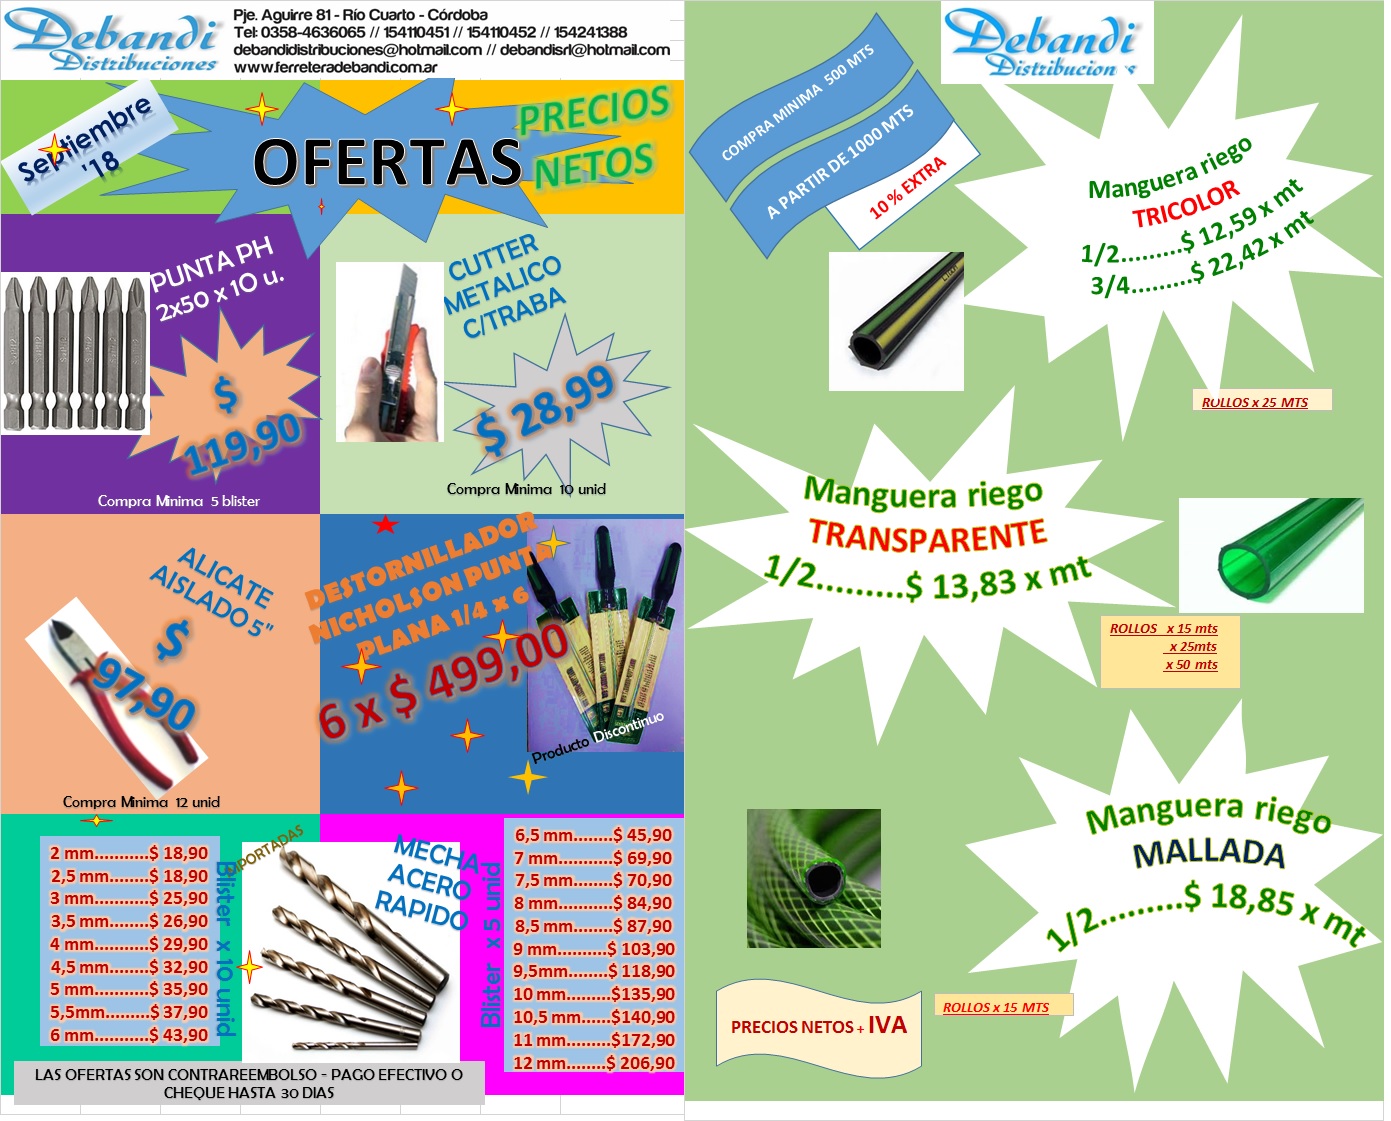 Debandi
Distribuciones
Pje. Aguirre 81 - Río Cuarto - Córdoba
Tel: 0358-4636065 // 154110451 // 154110452 // 154241388
debandidistribuciones@hotmail.com // debandisrl@hotmail.com
www.ferreteradebandi.com.ar
Septiembre
'18
OFERTAS
PRECIOS
NETOS
PUNTA PH
2x50 x 10 u.
$
119,90
Compra Minima 5 blister
CUTTER
METALICO
C/TRABA
$ 28,99
Compra Minima 10 unid
ALICATE
AISLADO 5"
$
97,90
Compra Minima 12 unid
DESTORNILLADOR
NICHOLSON PUNTA
PLANA 1/4 x 6
6 x $ 499,00
Producto Discontinuo
2 mm...........$ 18,90
2,5 mm........$ 18,90
3 mm...........$ 25,90
3,5 mm........$ 26,90
4 mm...........$ 29,90
4,5 mm........$ 32,90
5 mm...........$ 35,90
5,5mm.........$ 37,90
6 mm...........$ 43,90
Blister x 10 unid
IMPORTADAS
MECHA
ACERO
RAPIDO
Blister x 5 unid
6,5 mm........$ 45,90
7 mm...........$ 69,90
7,5 mm........$ 70,90
8 mm...........$ 84,90
8,5 mm........$ 87,90
9 mm..........$ 103,90
9,5mm........$ 118,90
10 mm.........$135,90
10,5 mm......$140,90
11 mm.........$172,90
12 mm........$ 206,90
LAS OFERTAS SON CONTRAREEMBOLSO - PAGO EFECTIVO O
CHEQUE HASTA 30 DIAS
Debandi
COMPRA MINIMA 500 MTS
A PARTIR DE 1000 MTS
10 % EXTRA
Manguera riego
TRICOLOR
1/2.........$ 12,59 x mt
3/4.........$ 22,42 x mt
ROLLOS x 25 MTS
Manguera riego
TRANSPARENTE
1/2.........$ 13,83 x mt
ROLLOS x 15 mts
x 25mts
x 50 mts
Manguera riego
MALLADA
1/2.........$ 18,85 x mt
ROLLOS x 15 MTS
PRECIOS NETOS + IVA